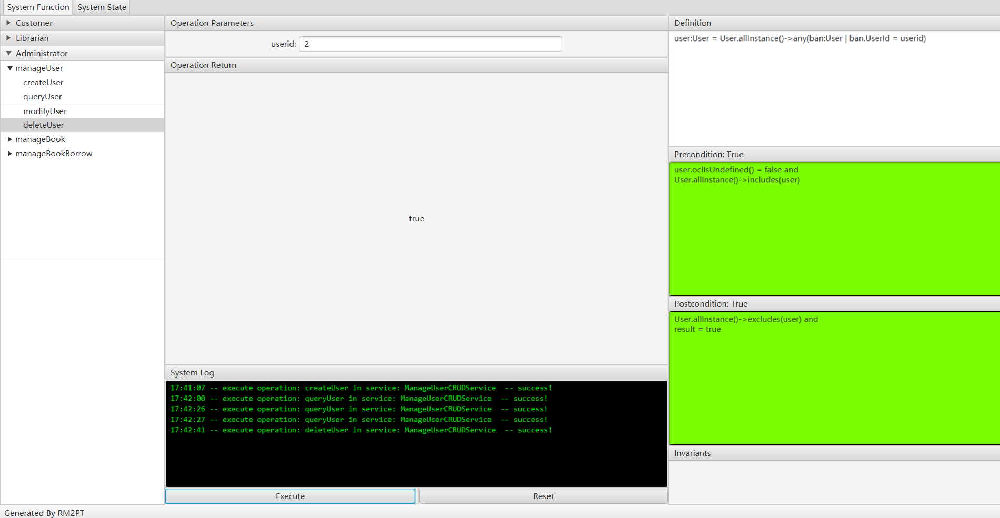 System Function
System State
Customer
Librarian
Administrator
manageUser
createUser
queryUser
modifyUser
deleteUser
manageBook
manageBookBorrow
Operation Parameters
userid:
2
Operation Return
true
System Log
17:41:07 -- execute operation: createUser in service: ManageUserCRUDService  -- success!
17:42:00 -- execute operation: queryUser in service: ManageUserCRUDService  -- success!
17:42:26 -- execute operation: queryUser in service: ManageUserCRUDService  -- success!
17:42:27 -- execute operation: queryUser in service: ManageUserCRUDService  -- success!
17:42:41 -- execute operation: deleteUser in service: ManageUserCRUDService  -- success!
Execute
Reset
Definition
user:User = User.allInstance()->any(ban:User | ban.UserId = userid)
Precondition: True
user.oclIsUndefined() = false and
User.allInstance()->includes(user)
Postcondition: True
User.allInstance()->excludes(user) and
result = true
Invariants
Generated By RM2PT